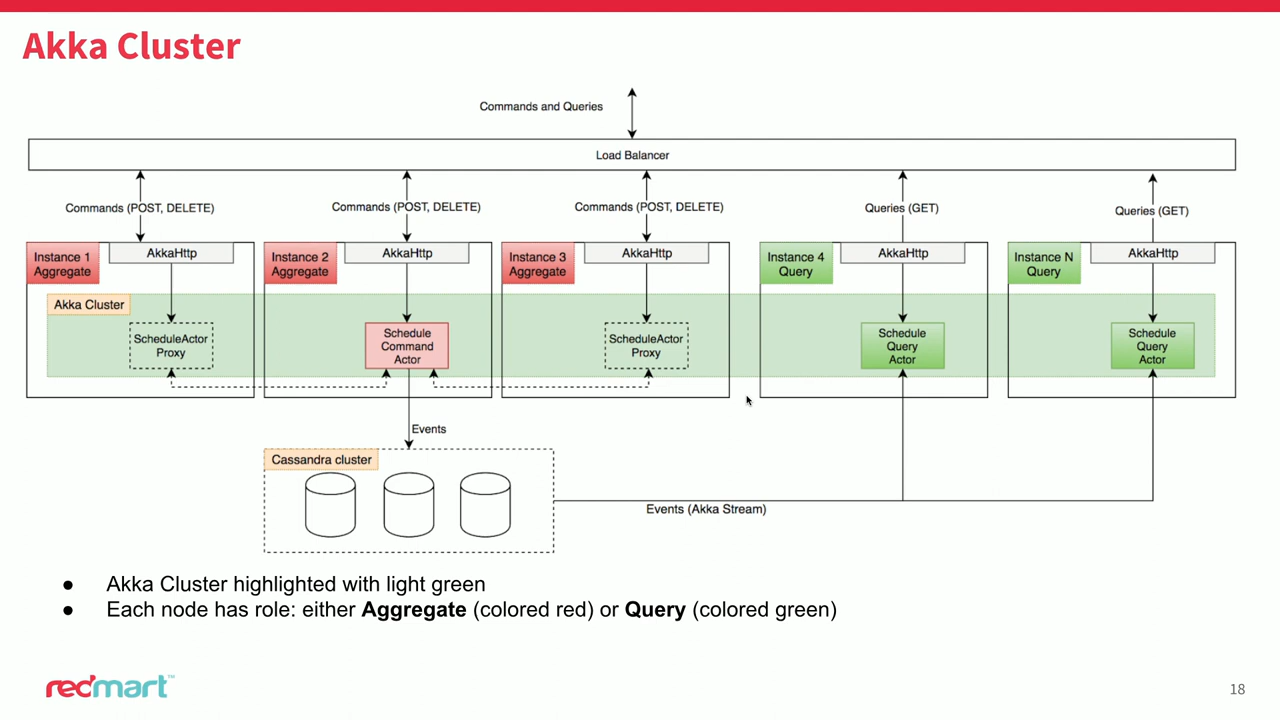 Akka Cluster
Commands and Queries
Load Balancer
Commands (POST, DELETE)
Commands (POST, DELETE)
Commands (POST, DELETE)
Queries (GET)
Queries (GET)
Instance 1
Aggregate
AkkaHttp
Instance 2
Aggregate
AkkaHttp
Instance 3
Aggregate
AkkaHttp
Instance 4
Query
AkkaHttp
Instance N
Query
AkkaHttp
Akka Cluster
ScheduleActor
Proxy
Schedule
Command
Actor
ScheduleActor
Proxy
Schedule
Query
Actor
Schedule
Query
Actor
Events
Cassandra cluster
Events (Akka Stream)
● Akka Cluster highlighted with light green
● Each node has role: either Aggregate (colored red) or Query (colored green)
redmart™
18